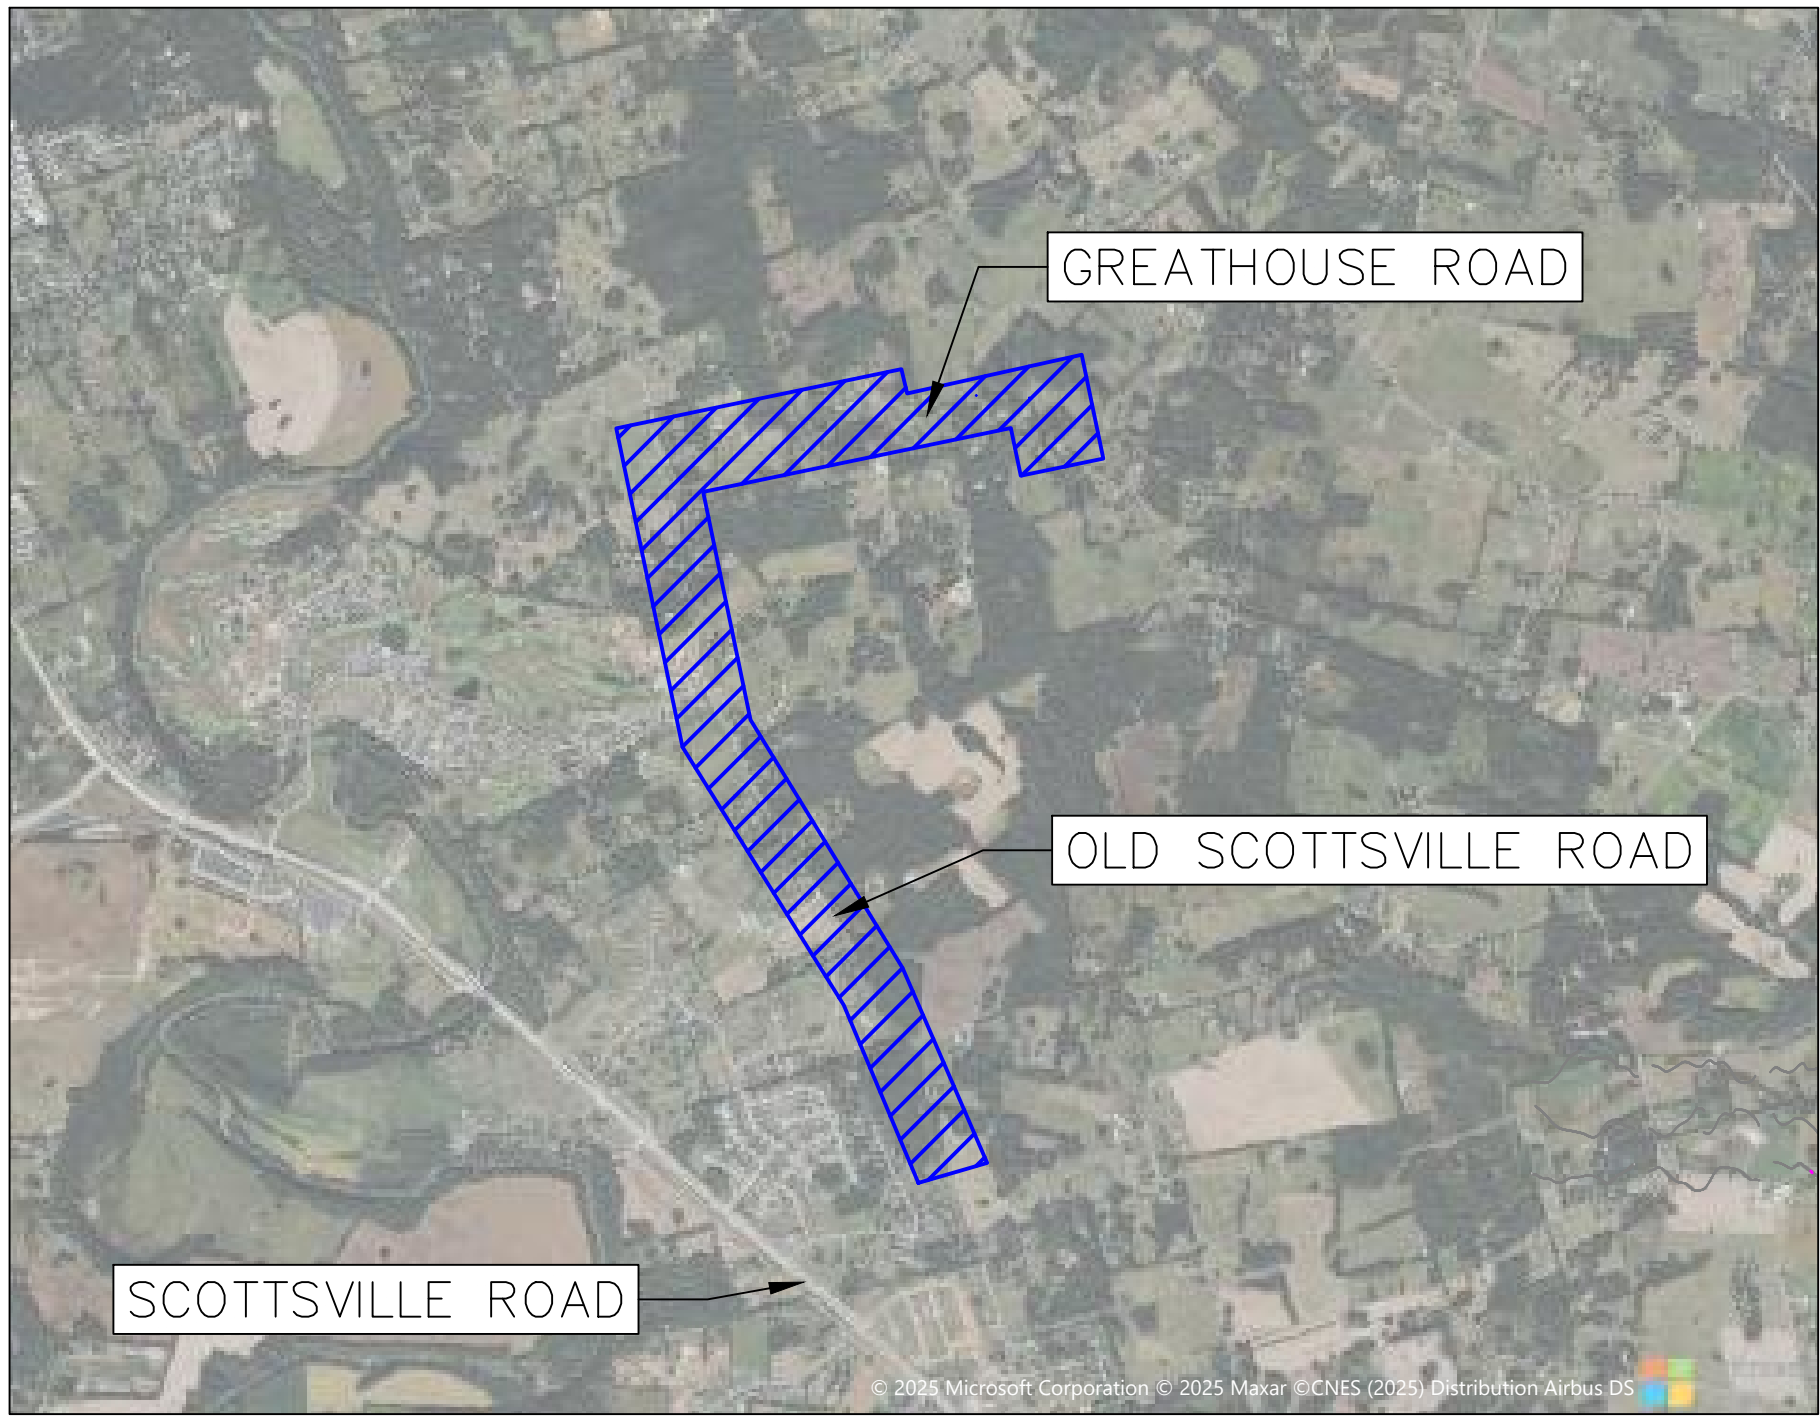 GREATHOUSE ROAD
OLD SCOTTSVILLE ROAD
SCOTTSVILLE ROAD
© 2025 Microsoft Corporation © 2025 Maxar ©CNES (2025) Distribution Airbus DS